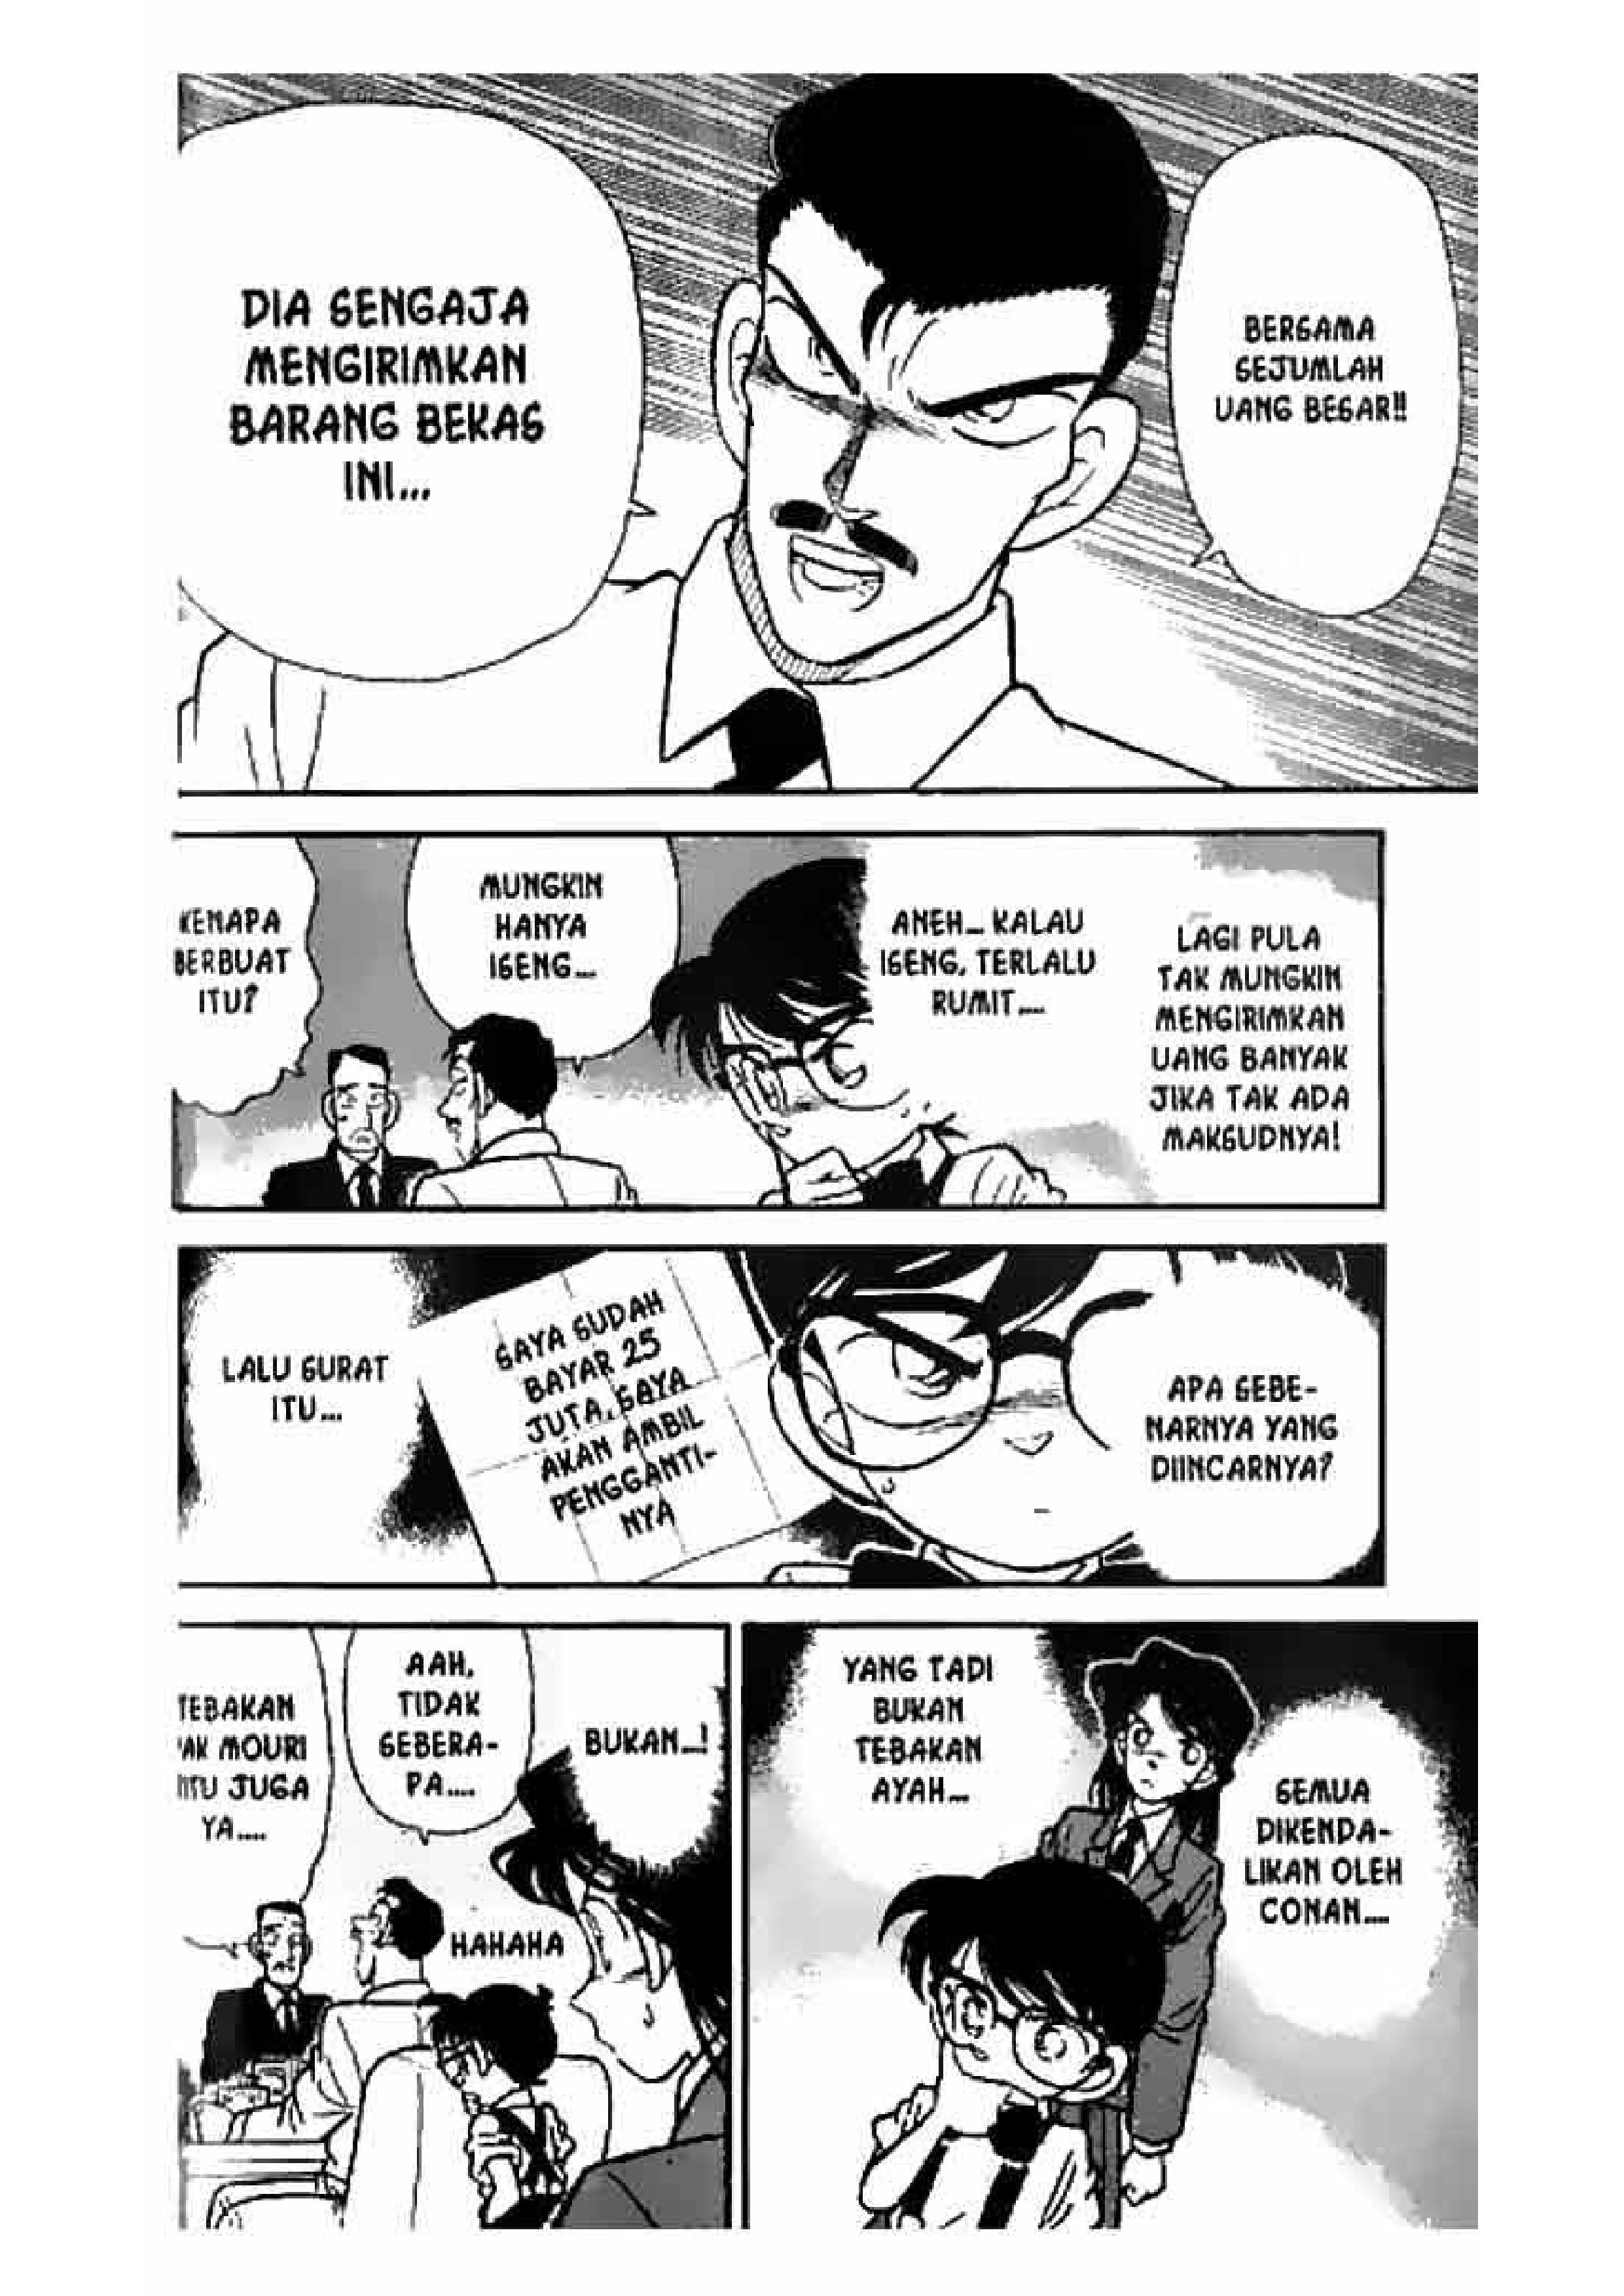 DIA SENGAJA
MENGIRIMKAN
BARANG BEKAS
INI...
BERSAMA
SEJUMLAH
UANG BESAR!!
KENAPA
BERBUAT
ITU?
MUNGKIN
HANYA
ISENG...
ANEH... KALAU
ISENG, TERLALU
RUMIT....
LAGI PULA
TAK MUNGKIN
MENGIRIMKAN
UANG BANYAK
JIKA TAK ADA
MAKSUDNYA!
LALU SURAT
ITU...
SAYA SUDAH
BAYAR 25
JUTA. SAYA
AKAN AMBIL
PENGGANTI-
NYA
APA SEBE-
NARNYA YANG
DIINCARNYA?
TEBAKAN
MOURI
JUGA
YA....
AAH,
TIDAK
SEBERA-
PA....
HAHAHA
BUKAN...!
YANG TADI
BUKAN
TEBAKAN
AYAH...
SEMUA
DIKENDA-
LIKAN OLEH
CONAN....